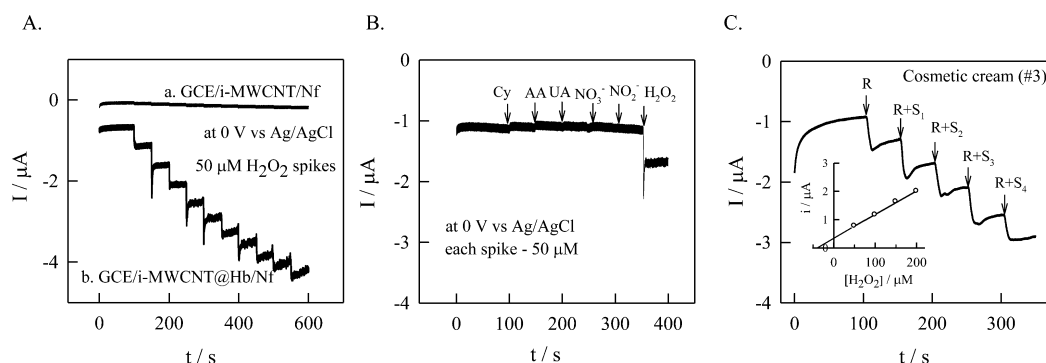 A.
0
-2
-4
I / µA
a. GCE/i-MWCNT/Nf
at 0 V vs Ag/AgCl
50 µM H₂O₂ spikes
b. GCE/i-MWCNT@Hb/Nf
0 200 400 600
t / s
B.
0
-1
-2
-3
-4
I / µA
Cy AA UA NO₃⁻ NO₂⁻ H₂O₂
at 0 V vs Ag/AgCl
each spike - 50 µM
0 100 200 300 400
t / s
C.
0
-1
-2
-3
-4
I / µA
Cosmetic cream (#3)
R
R+S₁
R+S₂
R+S₃
R+S₄
3
2
1
0
i / µA
0 100 200
[H₂O₂] / µM
0 100 200 300
t / s